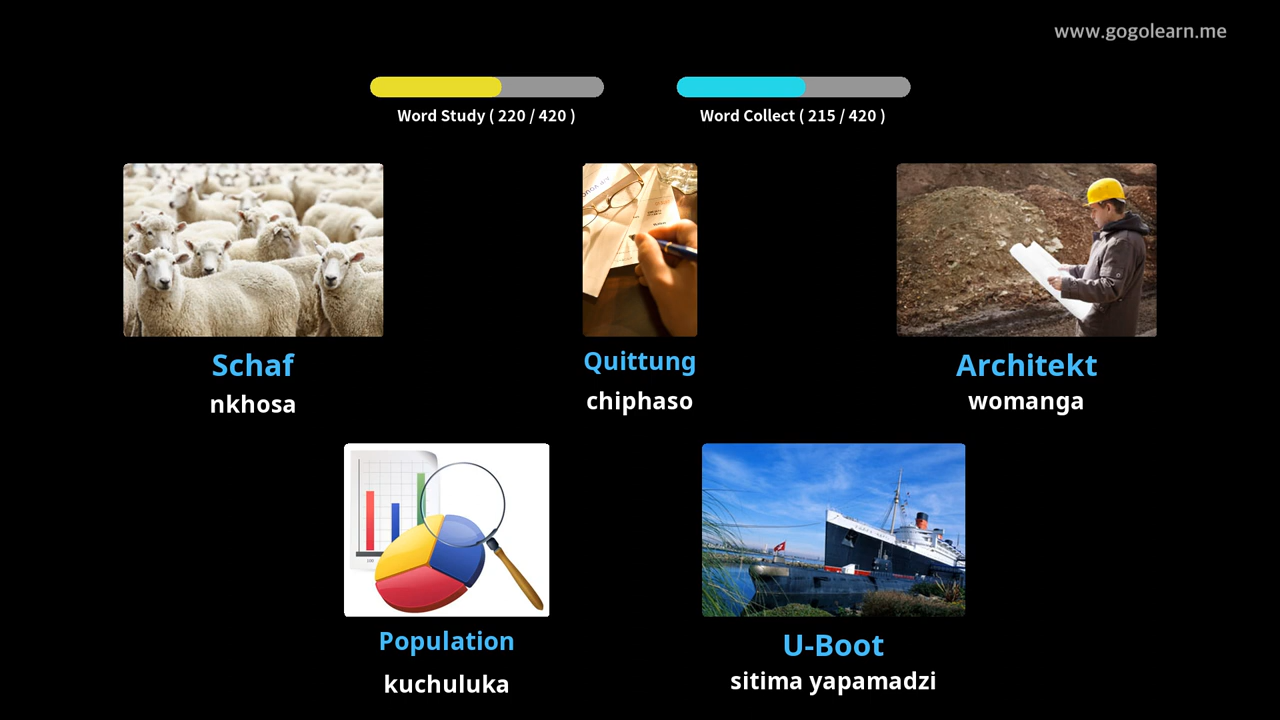 www.gogolearn.me
Word Study ( 220 / 420 )
Word Collect ( 215 / 420 )
Schaf
nkhosa
Quittung
chiphaso
Architekt
womanga
Population
kuchuluka
U-Boot
sitima yapamadzi